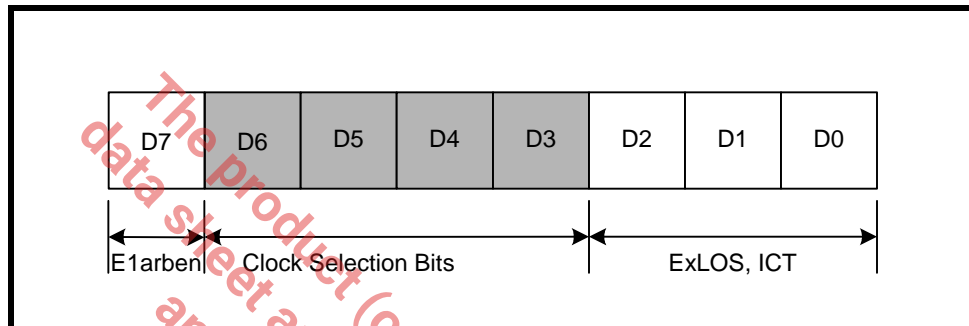 D7 D6 D5 D4 D3 D2 D1 D0
E1arben Clock Selection Bits ExLOS, ICT
The product (o
data sheet a
an